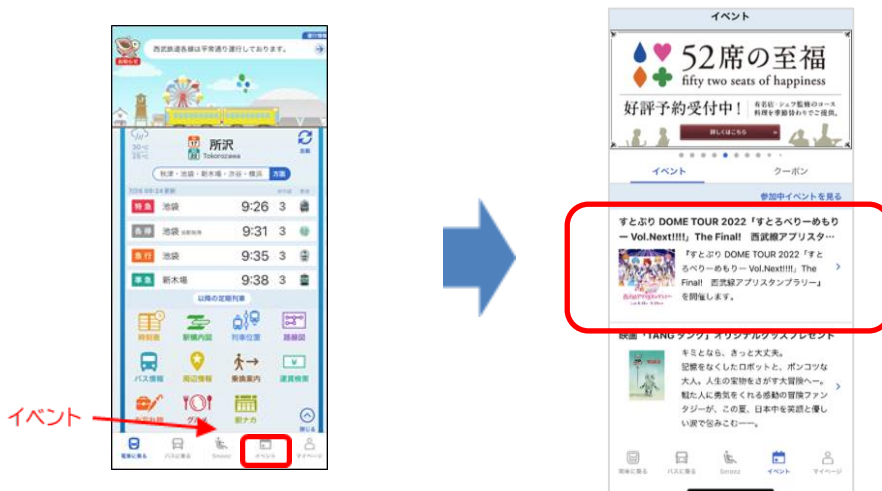 西武鉄道各線は平常通り運行しております。
お知らせ
所沢
Tokorozawa
秋津・池袋・新木場・渋谷・横浜 方面
特急 池袋 9:26 3
各停 池袋 9:31 3
急行 池袋 9:35 3
準急 新木場 9:38 3
以降の定期列車
時刻表 駅構内図 列車位置 路線図
バス情報 周辺情報 乗換案内 運賃検索
グルメ 駅ナカ 閉じる
電車に乗る バスに乗る Smooz イベント マイページ
イベント
イベント
52席の至福
fifty two seats of happiness
好評予約受付中!
有名店・シェフ監修のコース
料理を季節替わりでご提供。
詳しくはこちら
イベント クーポン
参加中イベントを見る
すとぷり DOME TOUR 2022「すとろべりーめもり
ー Vol.Next!!!!」The Final! 西武線アプリスタ…
『すとぷり DOME TOUR 2022「すと
ろべりーめもりー Vol.Next!!!!」The
Final! 西武線アプリスタンプラリー』
を開催します。
映画「TANG タング」オリジナルグッズプレゼント
キミとなら、きっと大丈夫。
記憶をなくしたロボットと、ポンコツな
大人。人生の宝物をさがす大冒険へー。
観た人に勇気をくれる感動の冒険ファン
タジーが、この夏、日本中を笑顔と優し
い涙で包みこむ――。
電車に乗る バスに乗る Smooz イベント マイページ